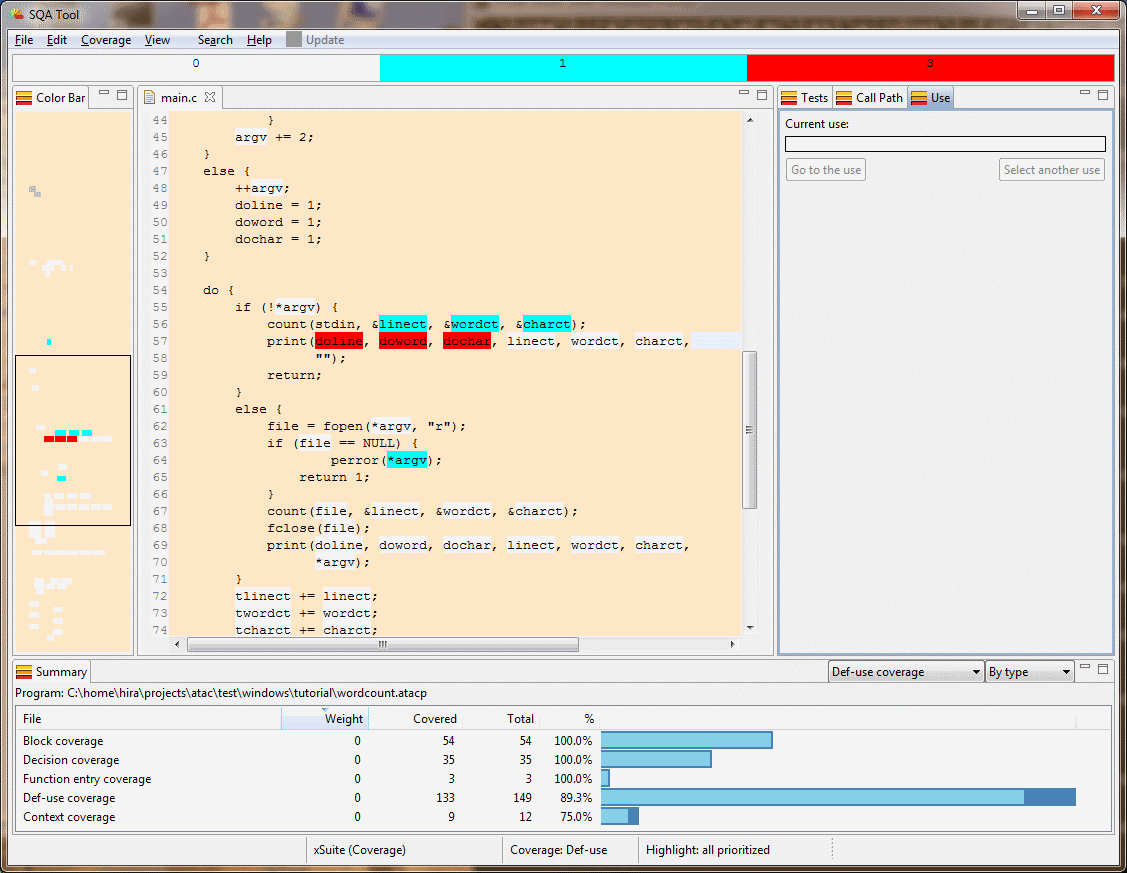 SQA Tool
File Edit Coverage View Search Help Update
0 1 3
Color Bar
main.c
44 }
45 argv += 2;
46 }
47 else {
48 ++argv;
49 doline = 1;
50 doword = 1;
51 dochar = 1;
52 }
53
54 do {
55 if (!*argv) {
56 count(stdin, &linect, &wordct, &charct);
57 print(doline, doword, dochar, linect, wordct, charct,
58 "");
59 return;
60 }
61 else {
62 file = fopen(*argv, "r");
63 if (file == NULL) {
64 perror(*argv);
65 return 1;
66 }
67 count(file, &linect, &wordct, &charct);
68 fclose(file);
69 print(doline, doword, dochar, linect, wordct, charct,
70 *argv);
71 }
72 tlinect += linect;
73 twordct += wordct;
74 tcharct += charct;
Tests Call Path Use
Current use:
Go to the use Select another use
Summary Def-use coverage By type
Program: C:\home\hira\projects\atac\test\windows\tutorial\wordcount.atacp
File Weight Covered Total %
Block coverage 0 54 54 100.0%
Decision coverage 0 35 35 100.0%
Function entry coverage 0 3 3 100.0%
Def-use coverage 0 133 149 89.3%
Context coverage 0 9 12 75.0%
xSuite (Coverage) Coverage: Def-use Highlight: all prioritized